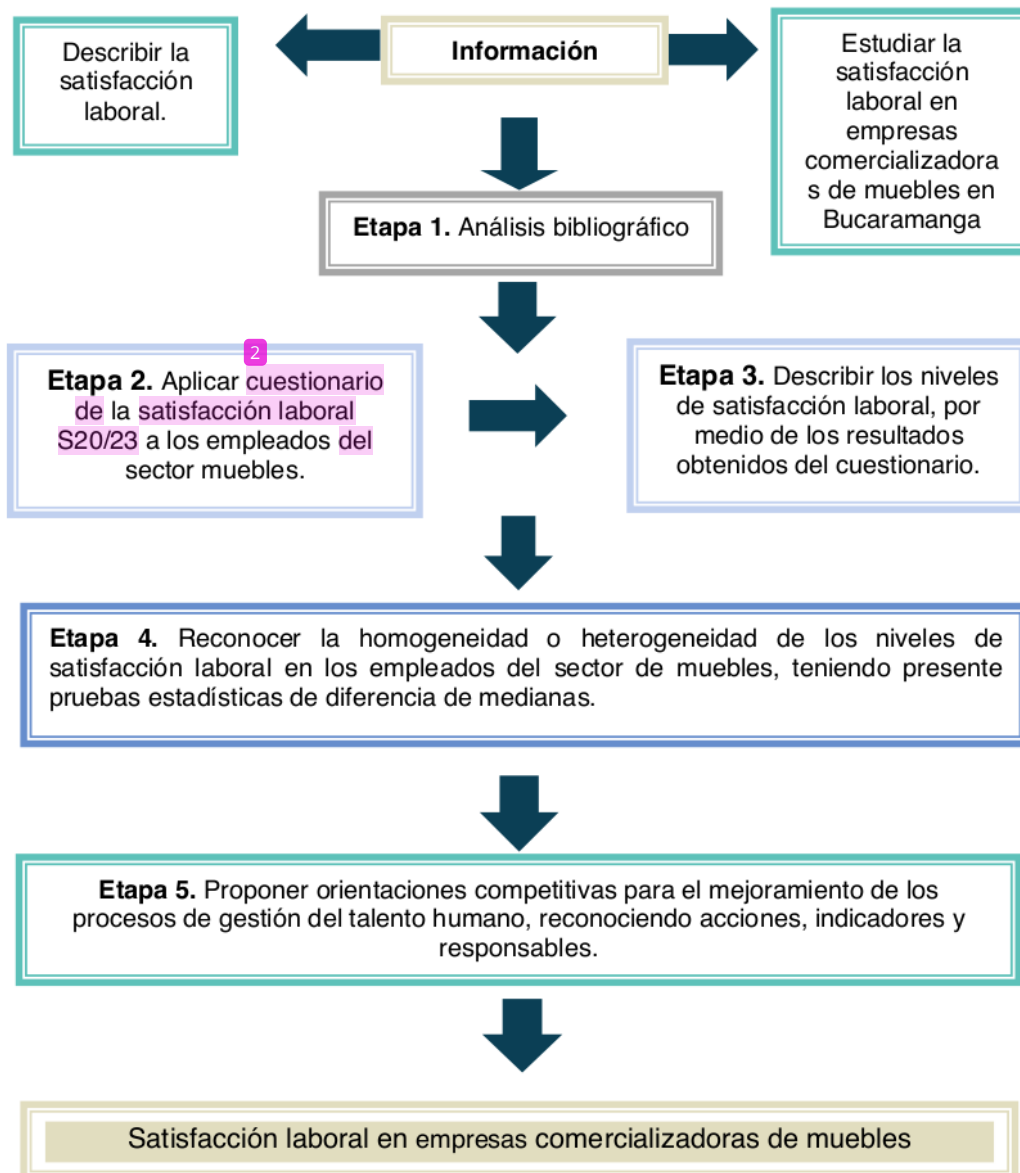 Describir la
satisfacción
laboral.
Información
Estudiar la
satisfacción
laboral en
empresas
comercializadora
s de muebles en
Bucaramanga
Etapa 1. Análisis bibliográfico
2
Etapa 2. Aplicar cuestionario
de la satisfacción laboral
S20/23 a los empleados del
sector muebles.
Etapa 3. Describir los niveles
de satisfacción laboral, por
medio de los resultados
obtenidos del cuestionario.
Etapa 4. Reconocer la homogeneidad o heterogeneidad de los niveles de
satisfacción laboral en los empleados del sector de muebles, teniendo presente
pruebas estadísticas de diferencia de medianas.
Etapa 5. Proponer orientaciones competitivas para el mejoramiento de los
procesos de gestión del talento humano, reconociendo acciones, indicadores y
responsables.
Satisfacción laboral en empresas comercializadoras de muebles